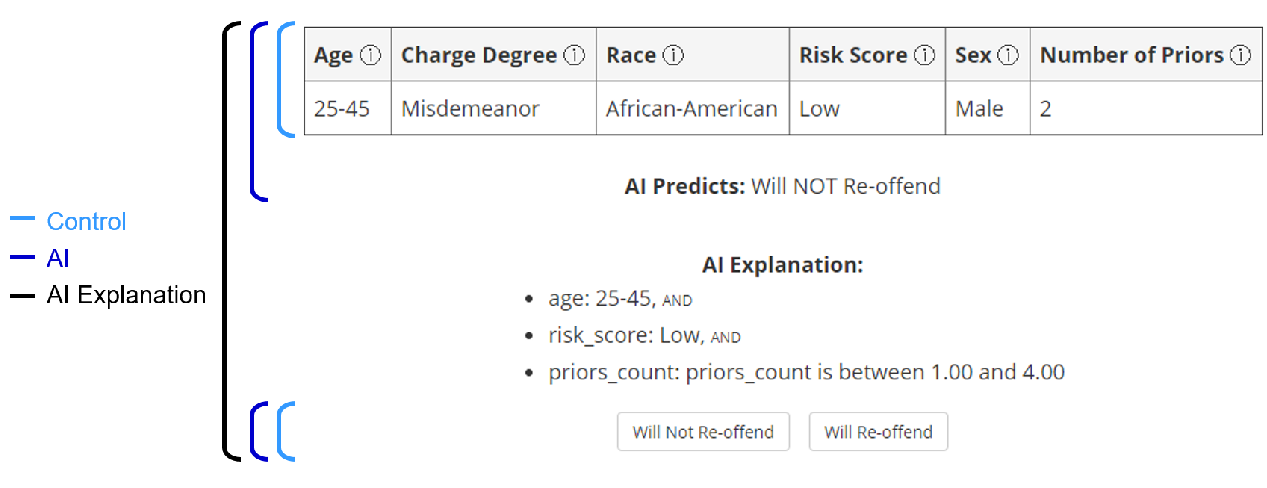 Age ⓘ Charge Degree ⓘ Race ⓘ Risk Score ⓘ Sex ⓘ Number of Priors ⓘ
25-45 Misdemeanor African-American Low Male 2
AI Predicts: Will NOT Re-offend
Control
AI
AI Explanation
AI Explanation:
• age: 25-45, AND
• risk_score: Low, AND
• priors_count: priors_count is between 1.00 and 4.00
Will Not Re-offend Will Re-offend